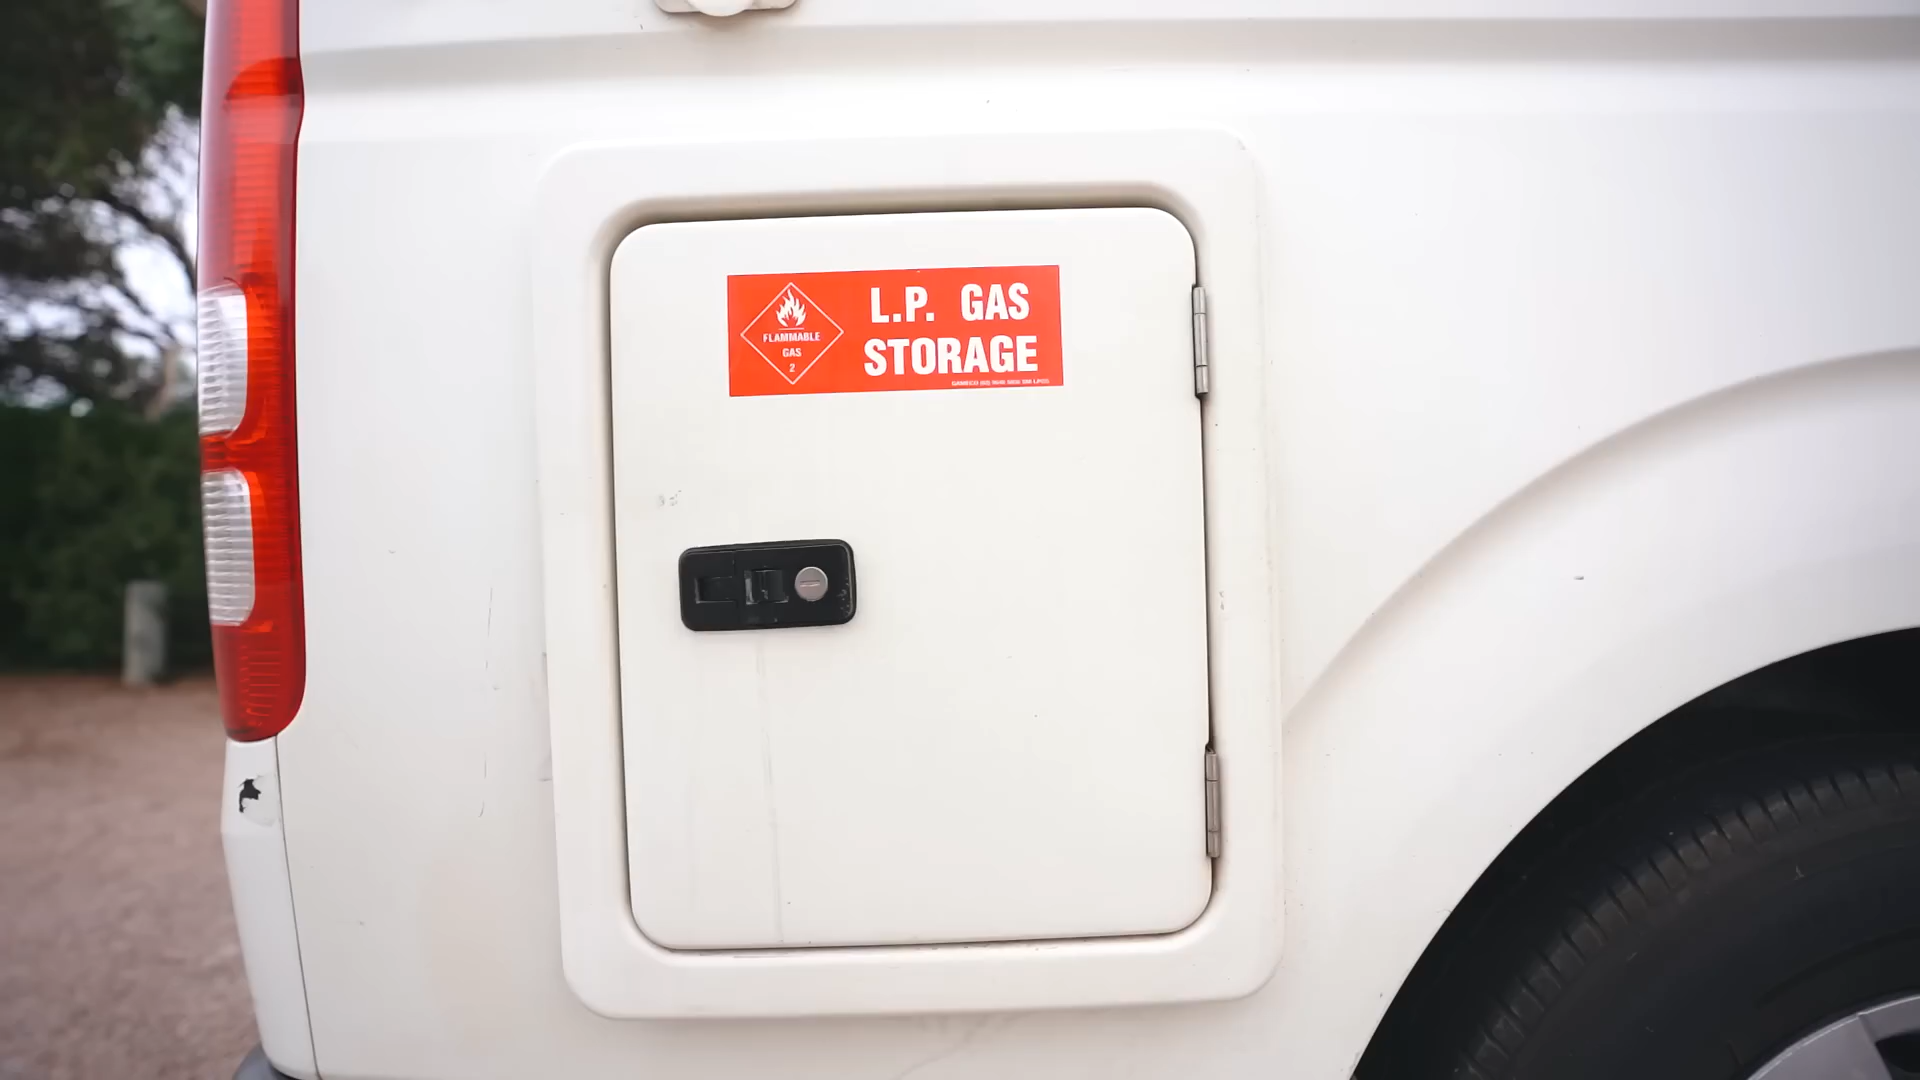 L.P. GAS
STORAGE
FLAMMABLE
GAS
2